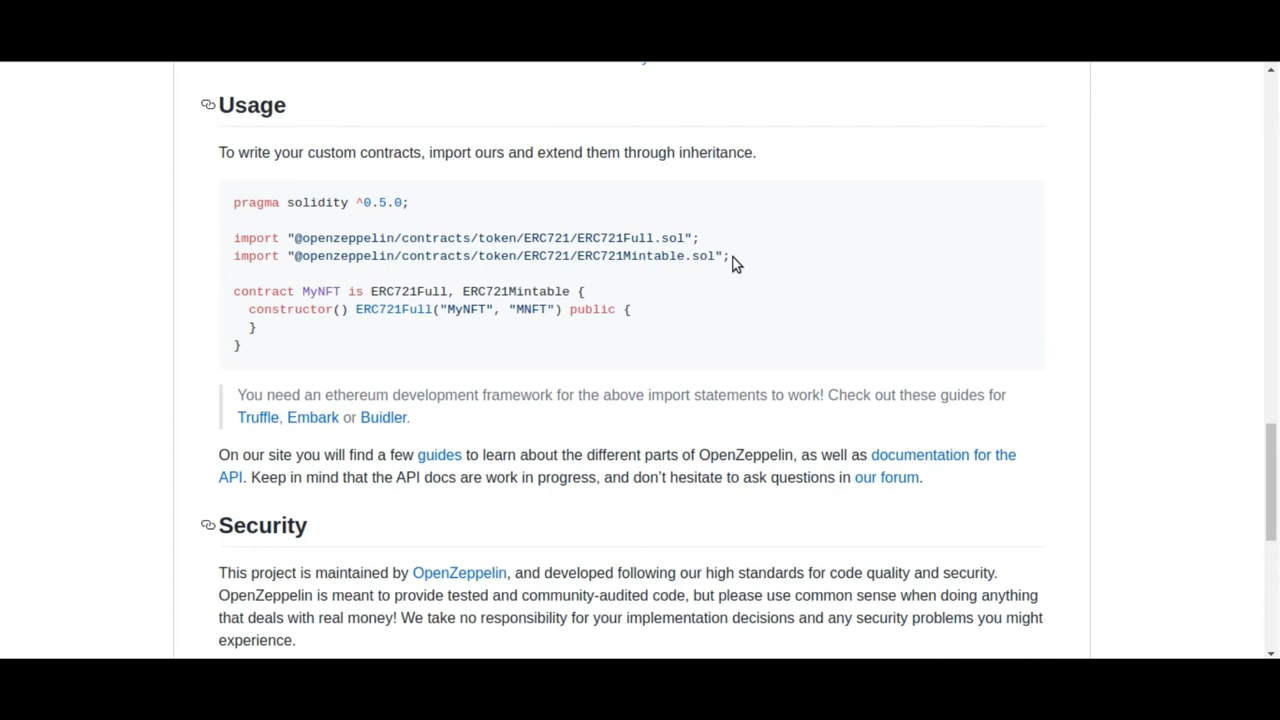 Usage
To write your custom contracts, import ours and extend them through inheritance.
pragma solidity ^0.5.0;
import "@openzeppelin/contracts/token/ERC721/ERC721Full.sol";
import "@openzeppelin/contracts/token/ERC721/ERC721Mintable.sol";
contract MyNFT is ERC721Full, ERC721Mintable {
constructor() ERC721Full("MyNFT", "MNFT") public {
}
}
You need an ethereum development framework for the above import statements to work! Check out these guides for
Truffle, Embark or Buidler.
On our site you will find a few guides to learn about the different parts of OpenZeppelin, as well as documentation for the
API. Keep in mind that the API docs are work in progress, and don’t hesitate to ask questions in our forum.
Security
This project is maintained by OpenZeppelin, and developed following our high standards for code quality and security.
OpenZeppelin is meant to provide tested and community-audited code, but please use common sense when doing anything
that deals with real money! We take no responsibility for your implementation decisions and any security problems you might
experience.